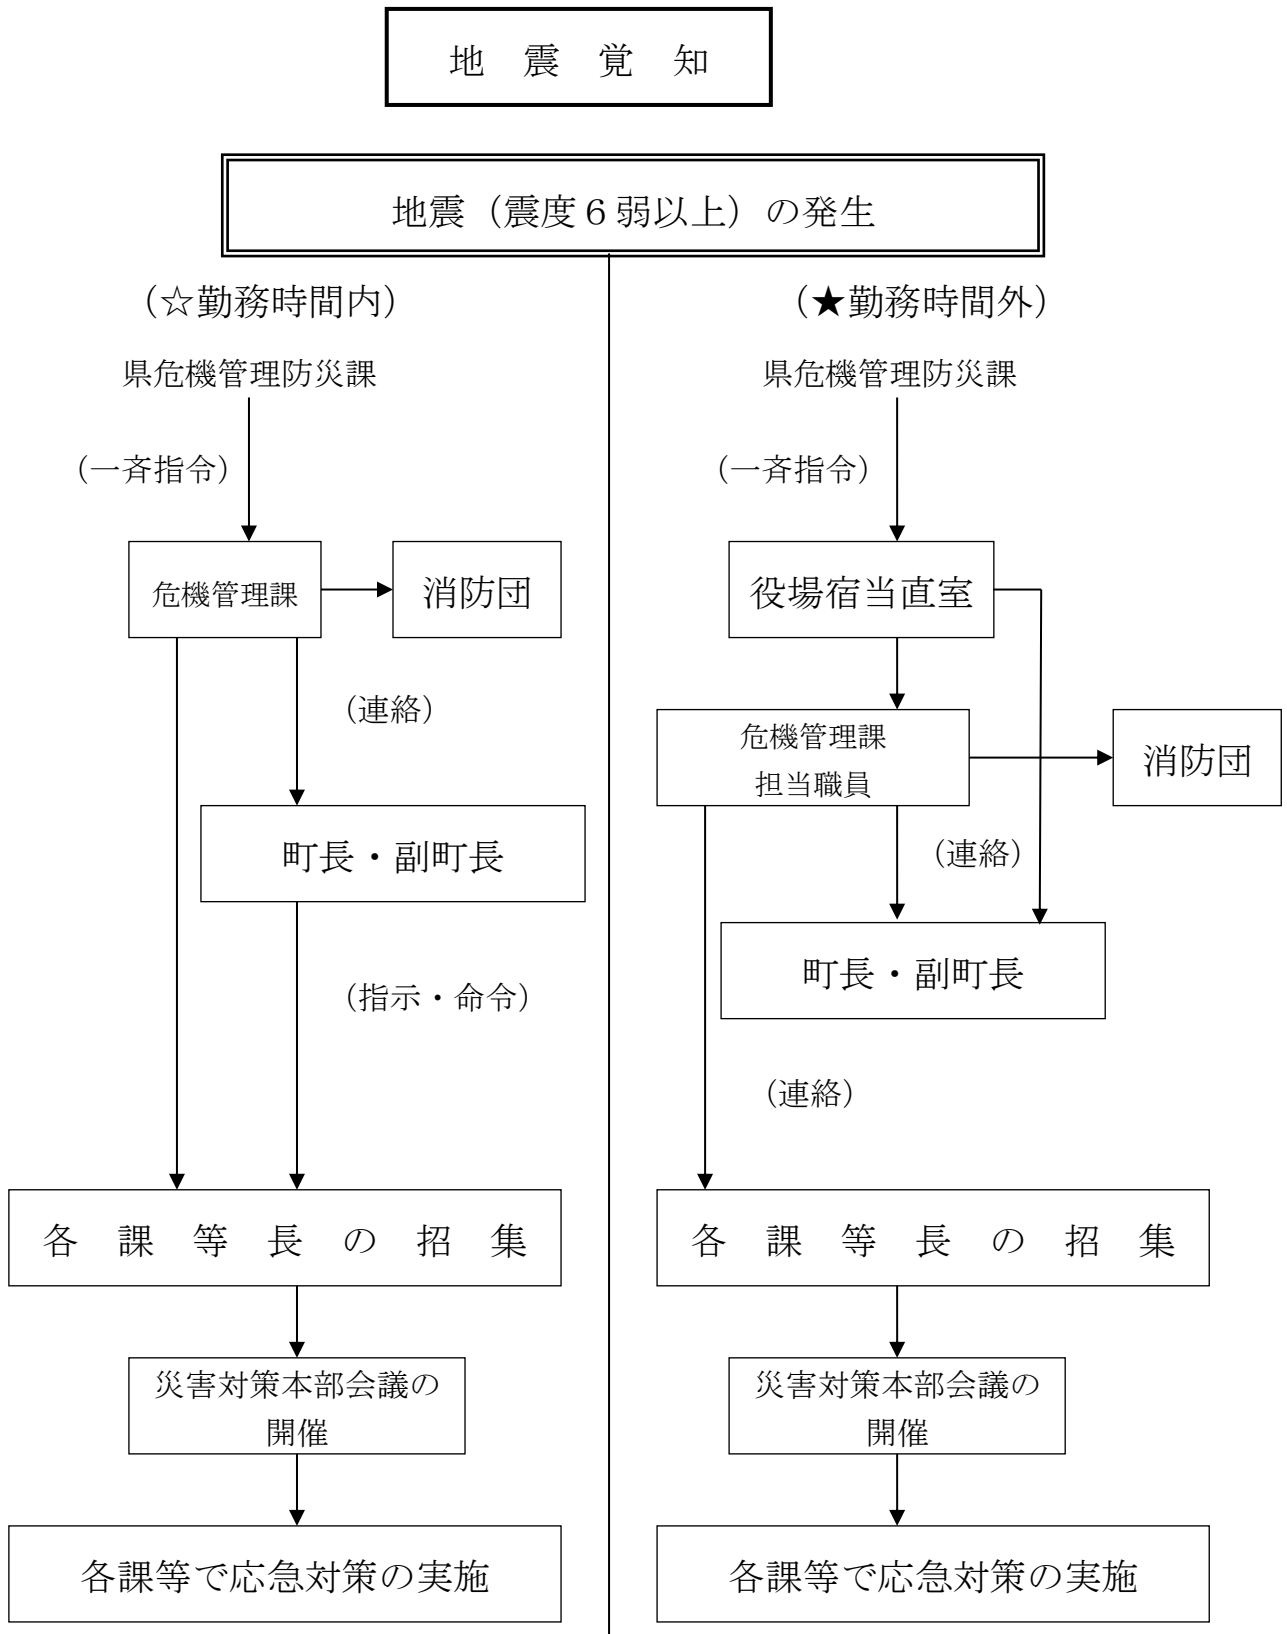 地　震　覚　知
地震（震度６弱以上）の発生
（☆勤務時間内）
県危機管理防災課
（一斉指令）
危機管理課
消防団
（連絡）
町長・副町長
（指示・命令）
各　課　等　長　の　招　集
災害対策本部会議の
開催
各課等で応急対策の実施
（★勤務時間外）
県危機管理防災課
（一斉指令）
役場宿当直室
危機管理課
担当職員
消防団
（連絡）
町長・副町長
（連絡）
各　課　等　長　の　招　集
災害対策本部会議の
開催
各課等で応急対策の実施